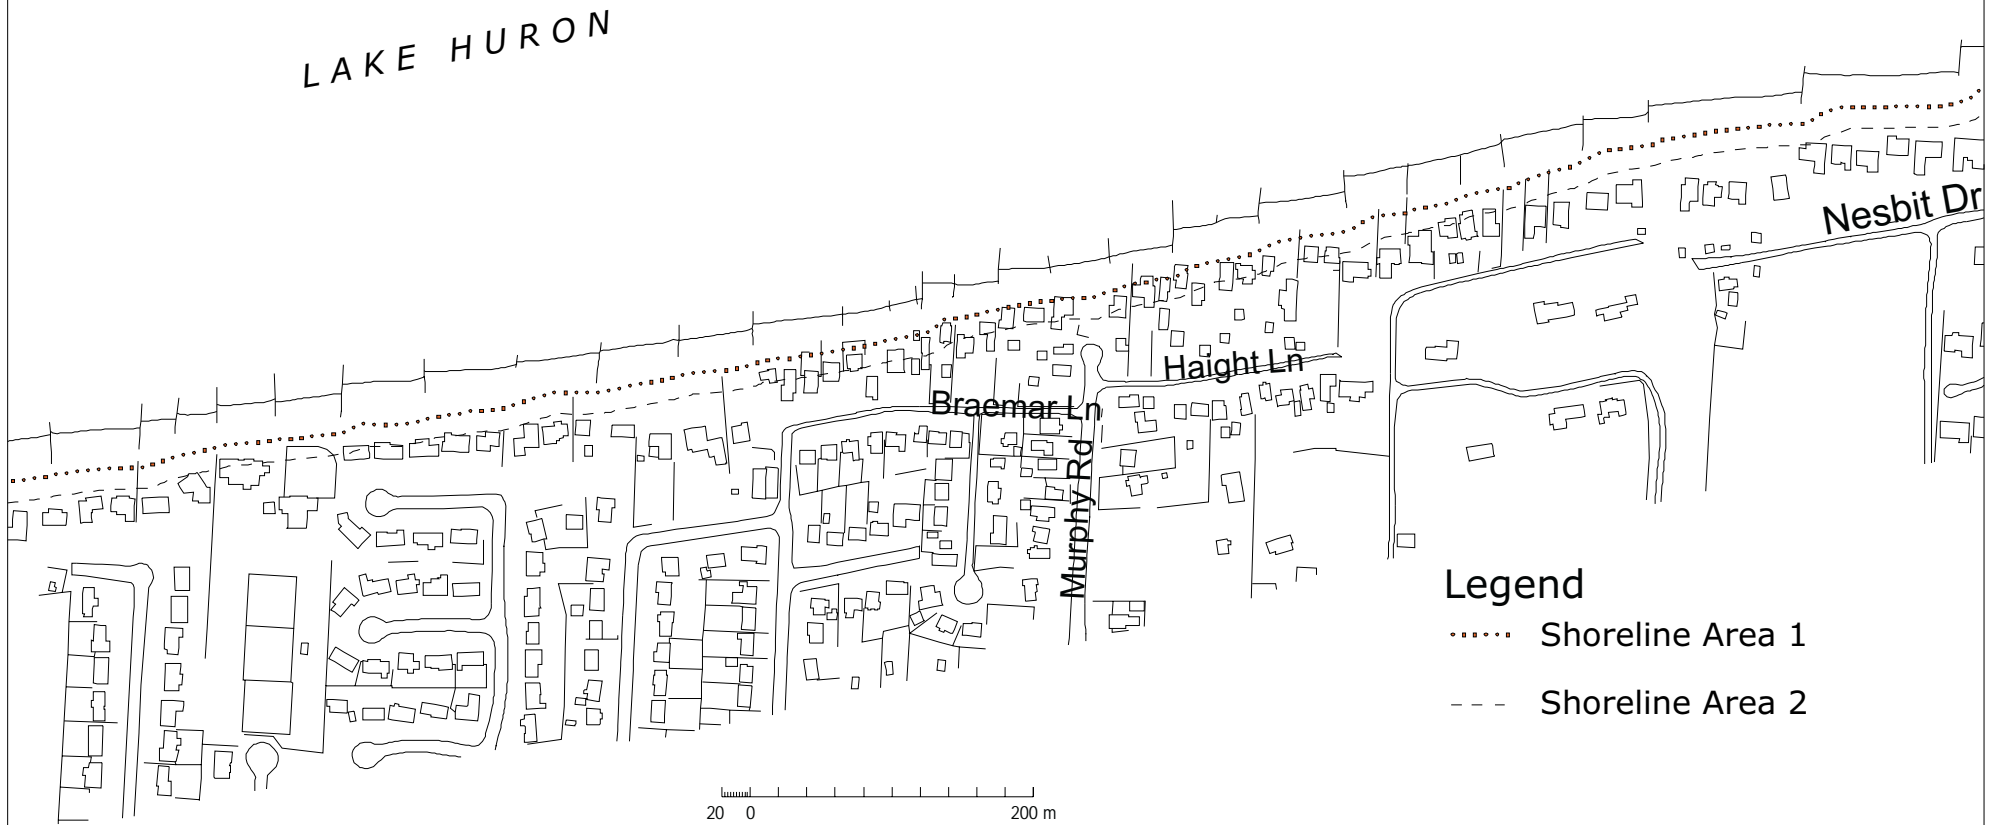 LAKE HURON
Nesbit Dr
Haight Ln
Braemar Ln
Murphy Rd
Legend
Shoreline Area 1
Shoreline Area 2
20 0 200 m